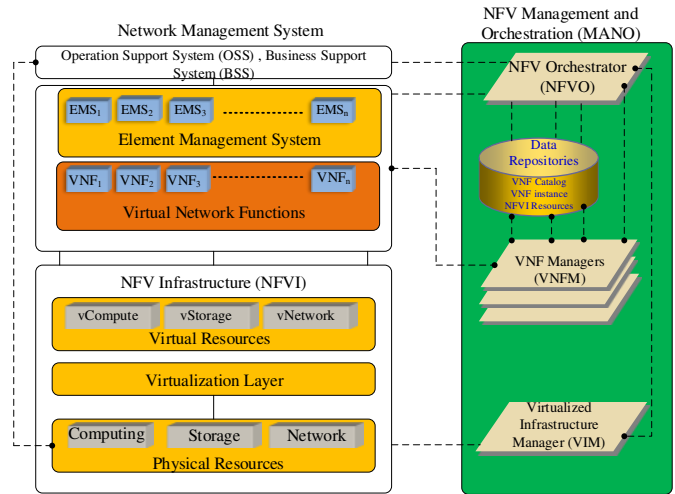 Network Management System
Operation Support System (OSS) , Business Support
System (BSS)
EMS1 EMS2 EMS3 EMSn
Element Management System
VNF1 VNF2 VNF3 VNFn
Virtual Network Functions
NFV Infrastructure (NFVI)
vCompute vStorage vNetwork
Virtual Resources
Virtualization Layer
Computing Storage Network
Physical Resources
NFV Management and
Orchestration (MANO)
NFV Orchestrator
(NFVO)
Data
Repositories
VNF Catalog
VNF instance
NFVI Resources
VNF Managers
(VNFM)
Virtualized
Infrastructure
Manager (VIM)